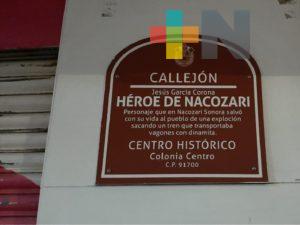 CALLEJÓN
Jesús García Corona
HÉROE DE NACOZARI
Personaje que en Nacozari Sonora salvó
con su vida al pueblo de una exploción
sacando un tren que transportaba
vagones con dinamita.
CENTRO HISTÓRICO
Colonia Centro
C.P. 91700